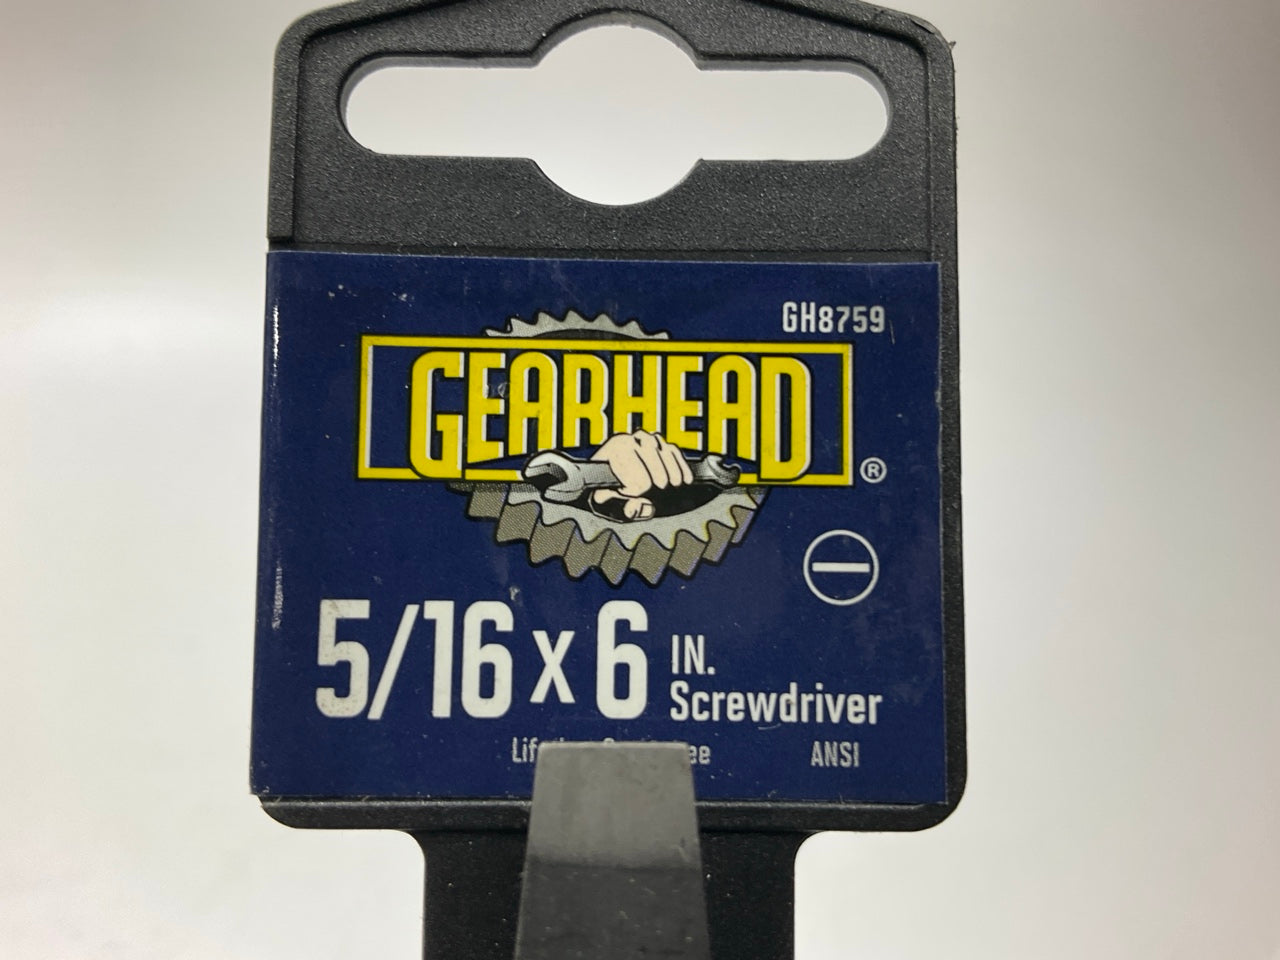 GH8759
GEARHEAD
®
5/16 x 6 IN.
Screwdriver
ANSI